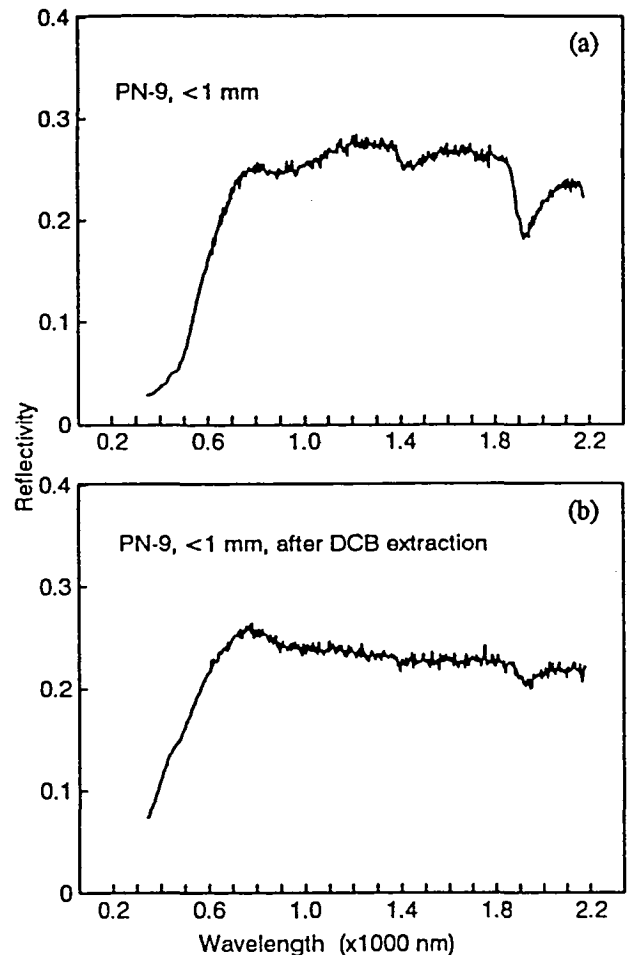 0.4
(a)
PN-9, <1 mm
0.3
0.2
0.1
0
0.2 0.6 1.0 1.4 1.8 2.2
Reflectivity
0.4
(b)
PN-9, <1 mm, after DCB extraction
0.3
0.2
0.1
0
0.2 0.6 1.0 1.4 1.8 2.2
Wavelength (x1000 nm)